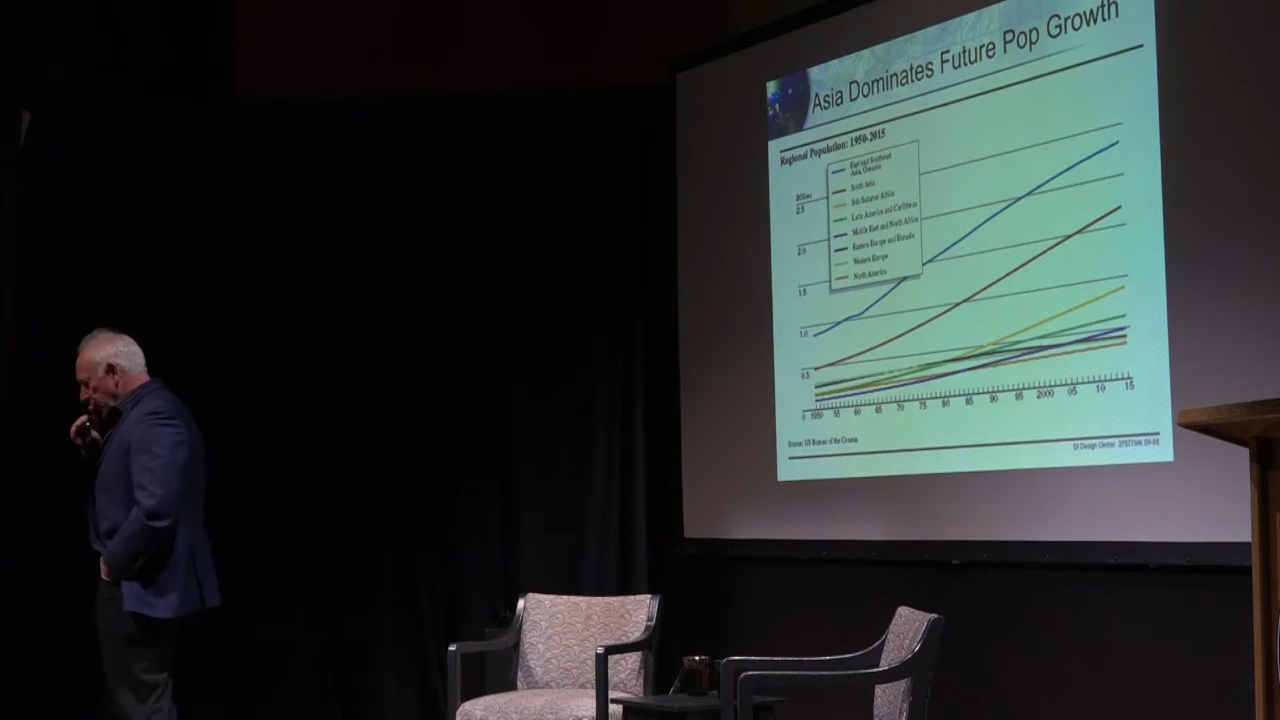 Asia Dominates Future Pop Growth
Regional Population: 1950-2015
Billions
2.5
2.0
1.5
1.0
0.5
0
East and Southeast
Asia, Oceania
South Asia
Sub-Saharan Africa
Latin America and Caribbean
Middle East and North Africa
Eastern Europe and Eurasia
Western Europe
North America
1950 55 60 65 70 75 80 85 90 95 2000 05 10 15
Source: US Bureau of the Census.
DI Design Center